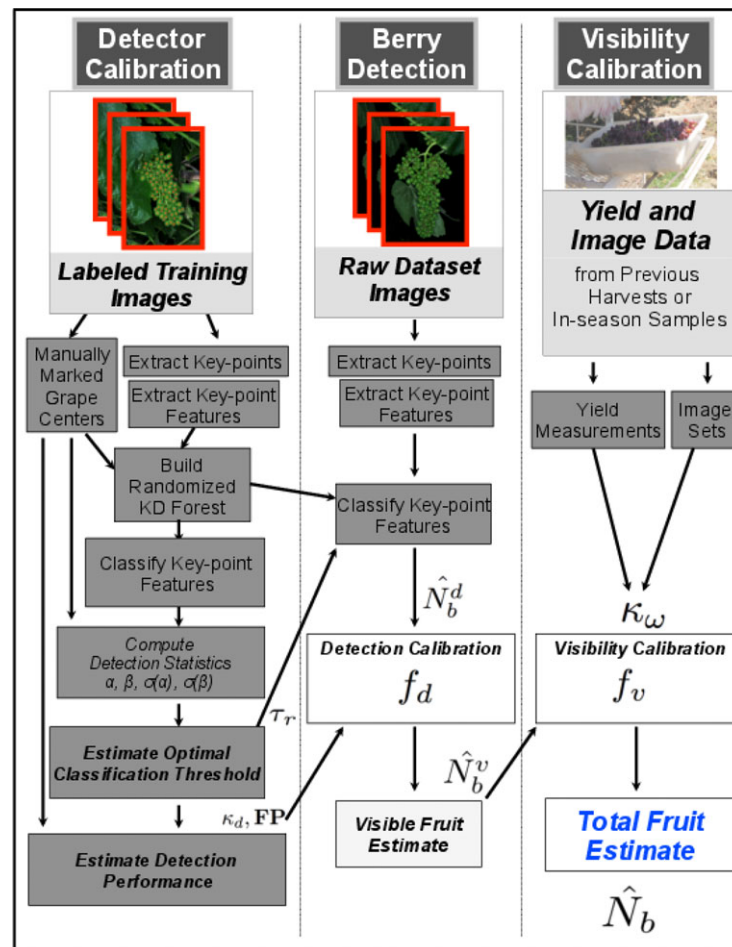 Detector
Calibration
Labeled Training
Images
Manually
Marked
Grape
Centers
Extract Key-points
Extract Key-point
Features
Build
Randomized
KD Forest
Classify Key-point
Features
Compute
Detection Statistics
α, β, σ(α), σ(β)
Estimate Optimal
Classification Threshold
τ_r
Estimate Detection
Performance
κ_d, FP
Berry
Detection
Raw Dataset
Images
Extract Key-points
Extract Key-point
Features
Classify Key-point
Features
N̂_b^d
Detection Calibration
f_d
Visible Fruit
Estimate
N̂_b^v
Visibility
Calibration
Yield and
Image Data
from Previous
Harvests or
In-season Samples
Yield
Measurements
Image
Sets
κ_ω
Visibility Calibration
f_v
Total Fruit
Estimate
N̂_b